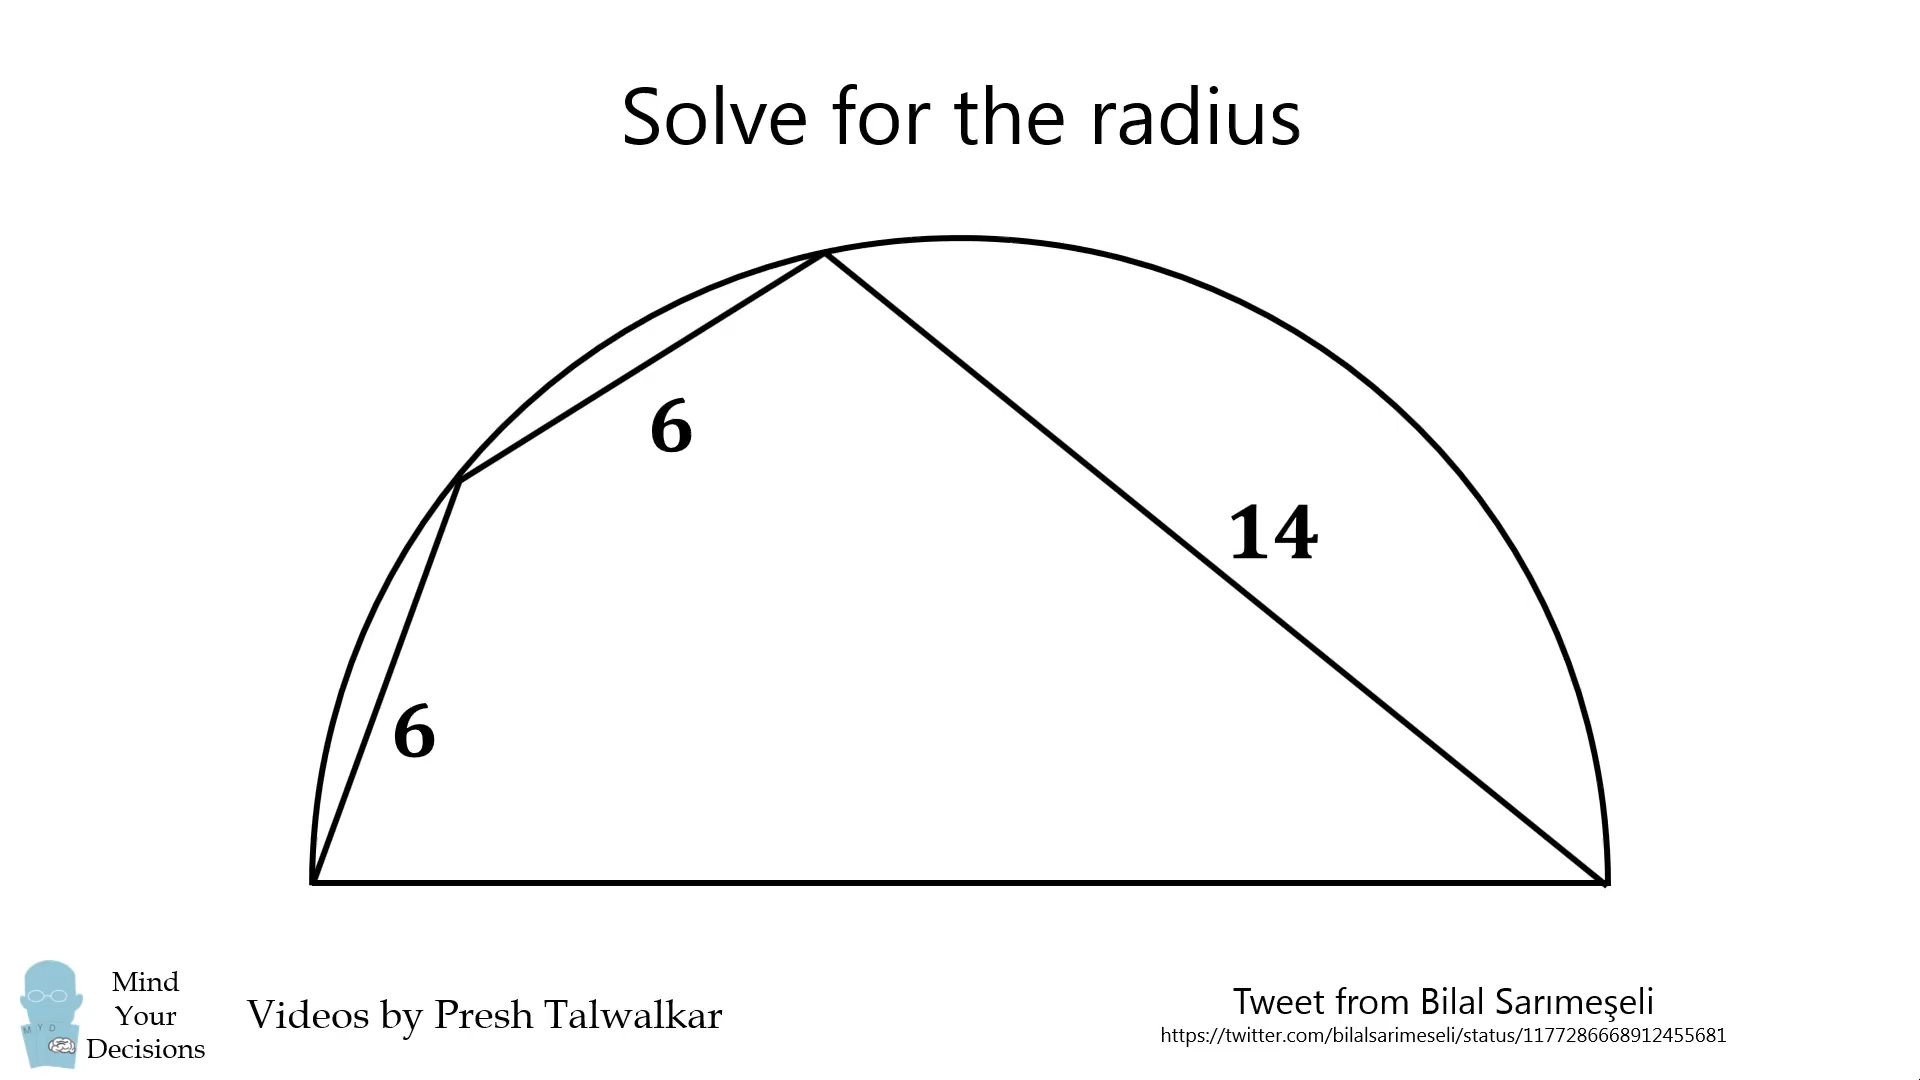 Solve for the radius
6
14
6
Mind
Your
Decisions
M Y D
Videos by Presh Talwalkar
Tweet from Bilal Sarımeşeli
https://twitter.com/bilalsarimeseli/status/1177286668912455681